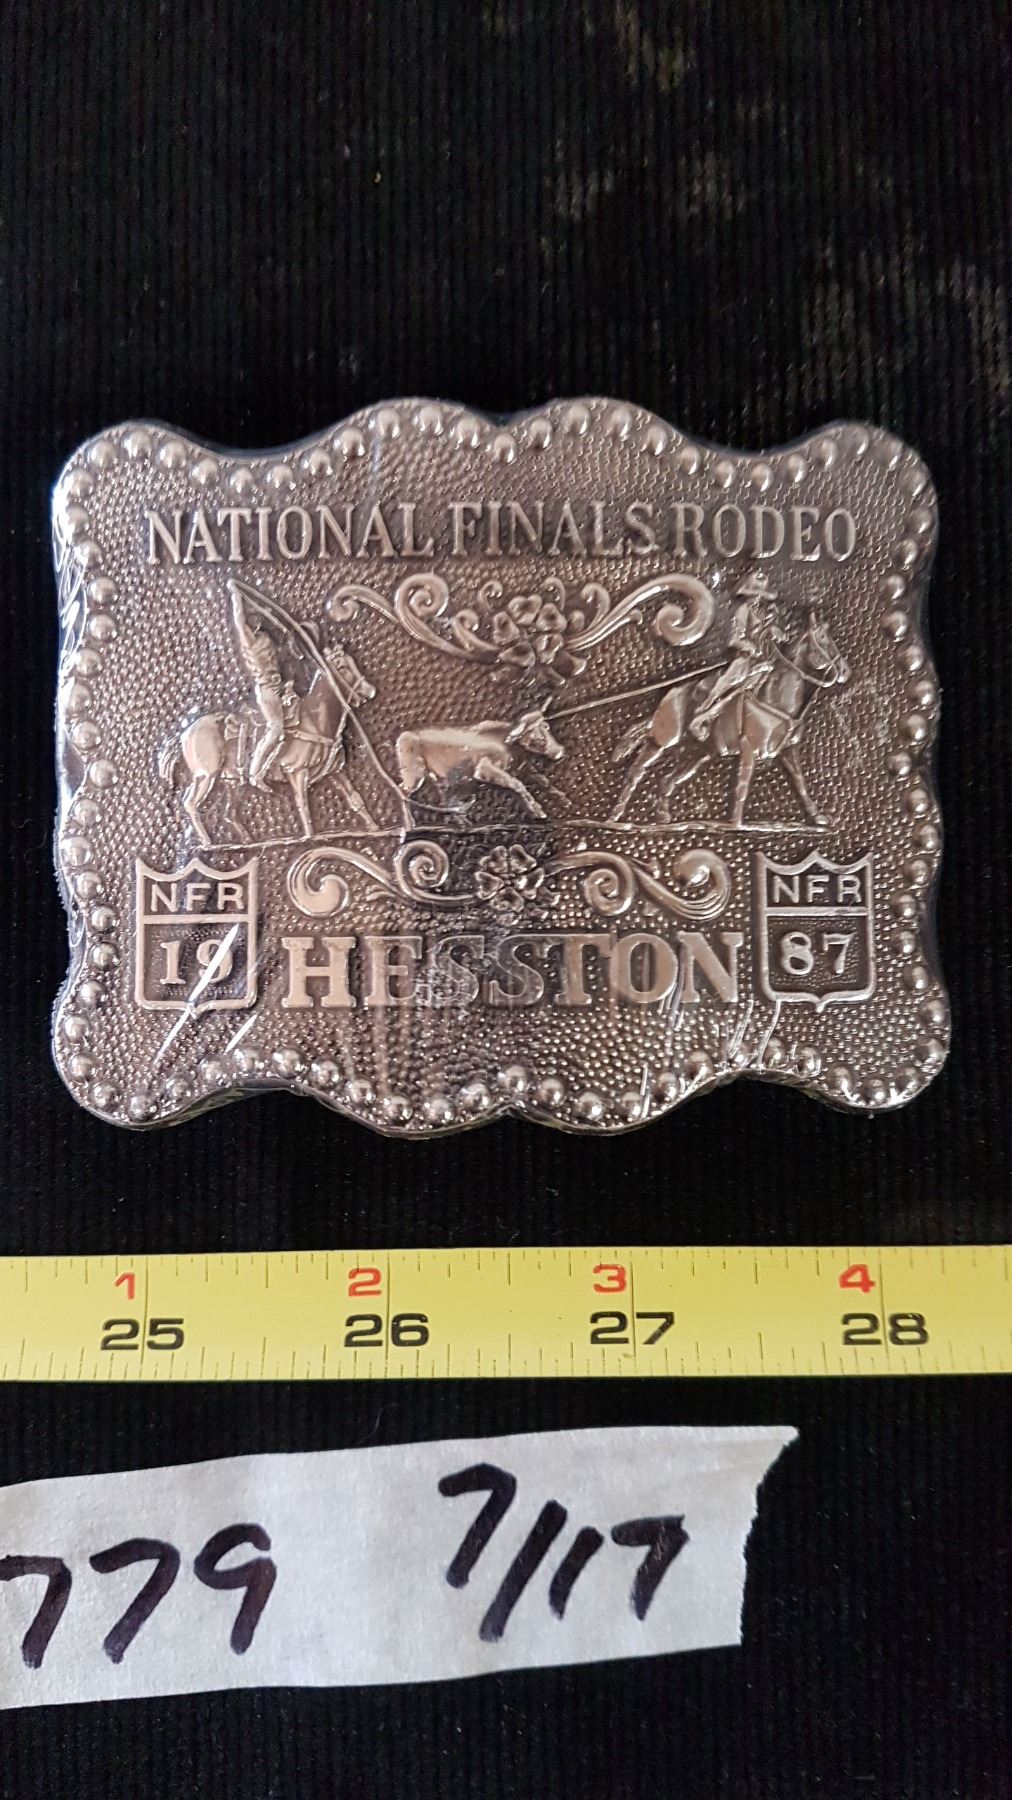 NATIONAL FINALS RODEO
NFR NFR
19 HESSTON 87
1 2 3 4
25 26 27 28
779 7/17